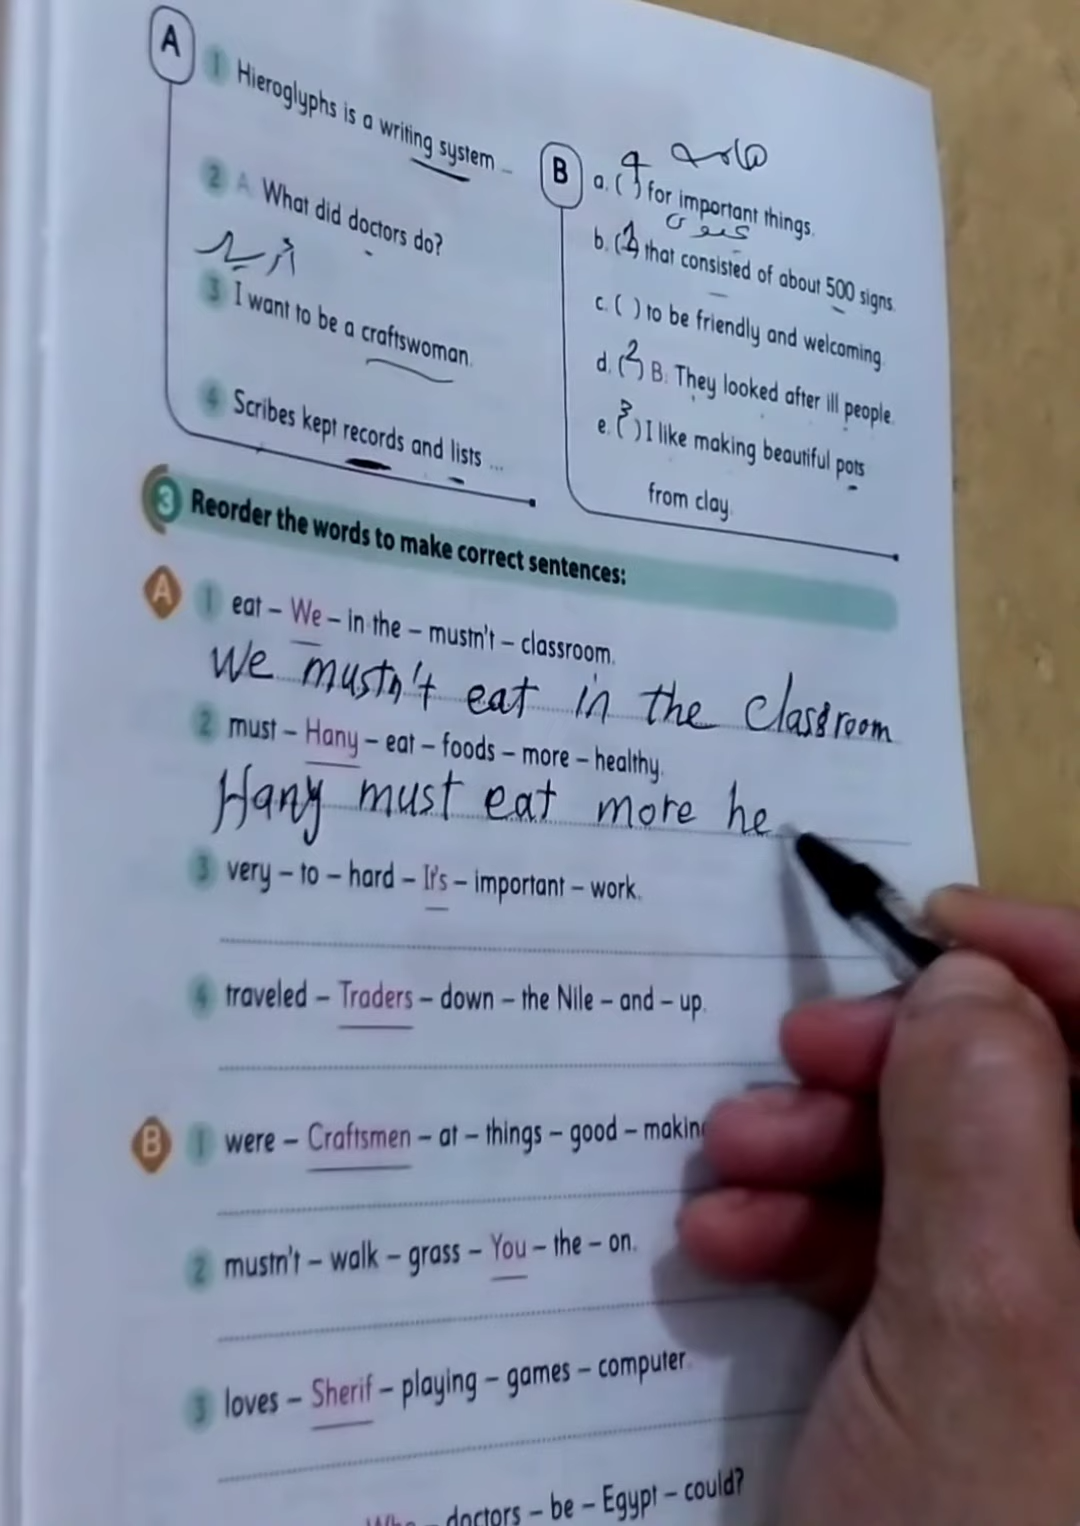 A
1 Hieroglyphs is a writing system ...
2 A. What did doctors do?
3 I want to be a craftswoman.
4 Scribes kept records and lists ...
B
هامة
a. (4) for important things.
b. (1) that consisted of about 500 signs.
c. ( ) to be friendly and welcoming.
d. (2) B. They looked after ill people.
e. (3) I like making beautiful pots
from clay.
3 Reorder the words to make correct sentences:
A
1 eat – We – in the – mustn't – classroom.
We mustn't eat in the classroom
2 must – Hany – eat – foods – more – healthy.
Hany must eat more he
3 very – to – hard – It's – important – work.
4 traveled – Traders – down – the Nile – and – up.
B
1 were – Craftsmen – at – things – good – making
2 mustn't – walk – grass – You – the – on.
3 loves – Sherif – playing – games – computer.
doctors – be – Egypt – could?